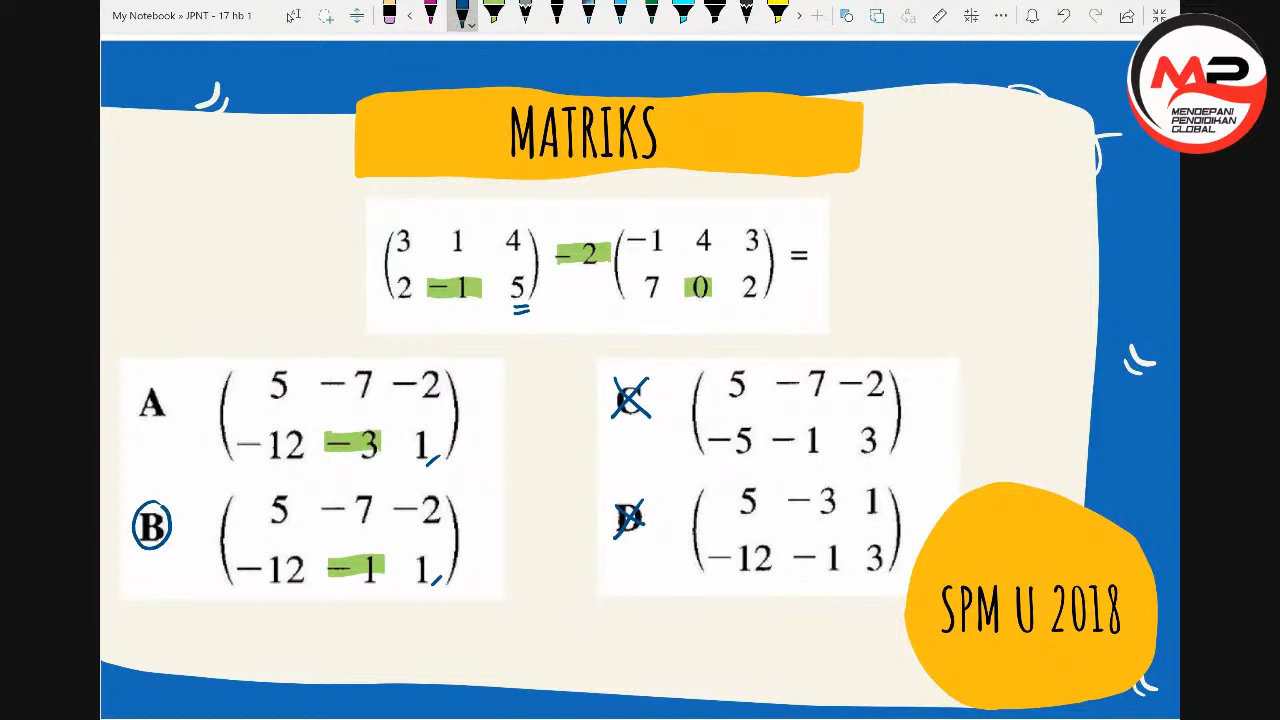 My Notebook » JPNT - 17 hb 1
MP
MENDEPANI
PENDIDIKAN
GLOBAL
MATRIKS
3 1 4 − 2 −1 4 3 =
2 −1 5 7 0 2
A 5 −7 −2
−12 −3 1
B 5 −7 −2
−12 −1 1
C 5 −7 −2
−5 −1 3
D 5 −3 1
−12 −1 3
SPM U 2018